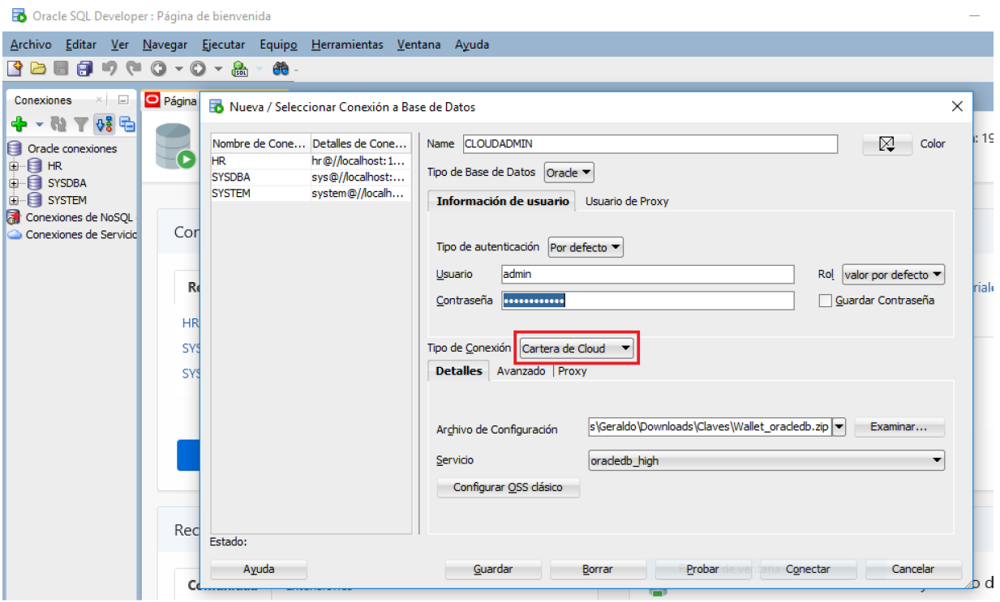 Oracle SQL Developer : Página de bienvenida
Archivo Editar Ver Navegar Ejecutar Equipo Herramientas Ventana Ayuda
SQL
Conexiones
Página
Oracle conexiones
HR
SYSDBA
SYSTEM
Conexiones de NoSQL
Conexiones de Servicio
Con
Re
HR
SYS
SYS
Rec
Nueva / Seleccionar Conexión a Base de Datos
Nombre de Cone... Detalles de Cone...
HR hr@//localhost:1...
SYSDBA sys@//localhost:...
SYSTEM system@//localh...
Name CLOUDADMIN Color
Tipo de Base de Datos Oracle
Información de usuario Usuario de Proxy
Tipo de autenticación Por defecto
Usuario admin Rol valor por defecto
Contraseña •••••••••••• Guardar Contraseña
Tipo de Conexión Cartera de Cloud
Detalles Avanzado Proxy
Archivo de Configuración s\Geraldo\Downloads\Claves\Wallet_oracledb.zip Examinar...
Servicio oracledb_high
Configurar OSS clásico
Estado:
Ayuda Guardar Borrar Probar Conectar Cancelar
: 19